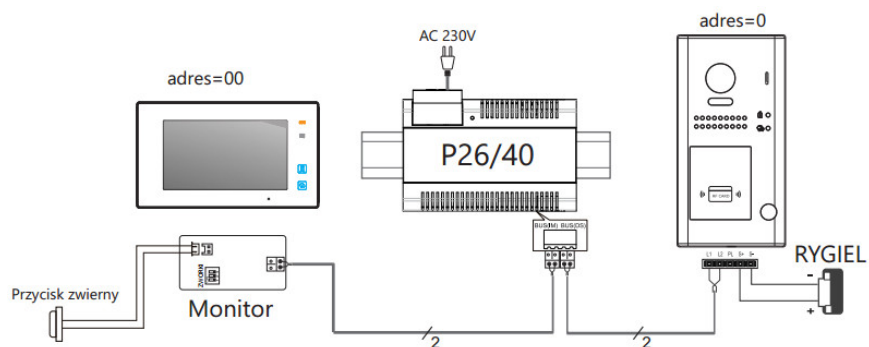 adres=0
AC 230V
adres=00
P26/40
BUS(IM) BUS(DS)
L1 L2 PL S+ S-
RYGIEL
-
+
Przycisk zwierny
Monitor
2
2